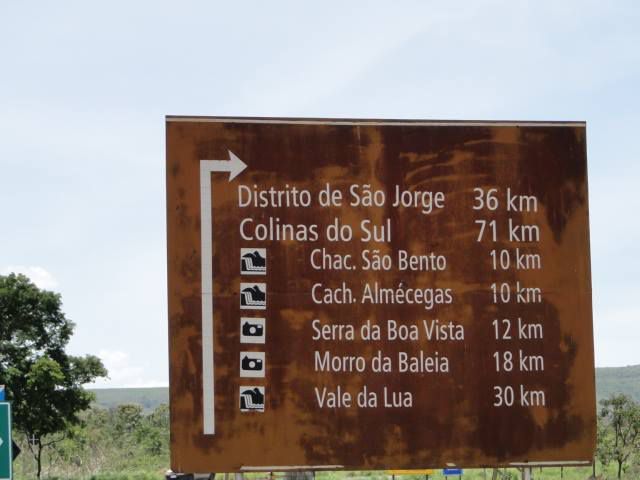 Distrito de São Jorge 36 km
Colinas do Sul 71 km
Chac. São Bento 10 km
Cach. Almécegas 10 km
Serra da Boa Vista 12 km
Morro da Baleia 18 km
Vale da Lua 30 km